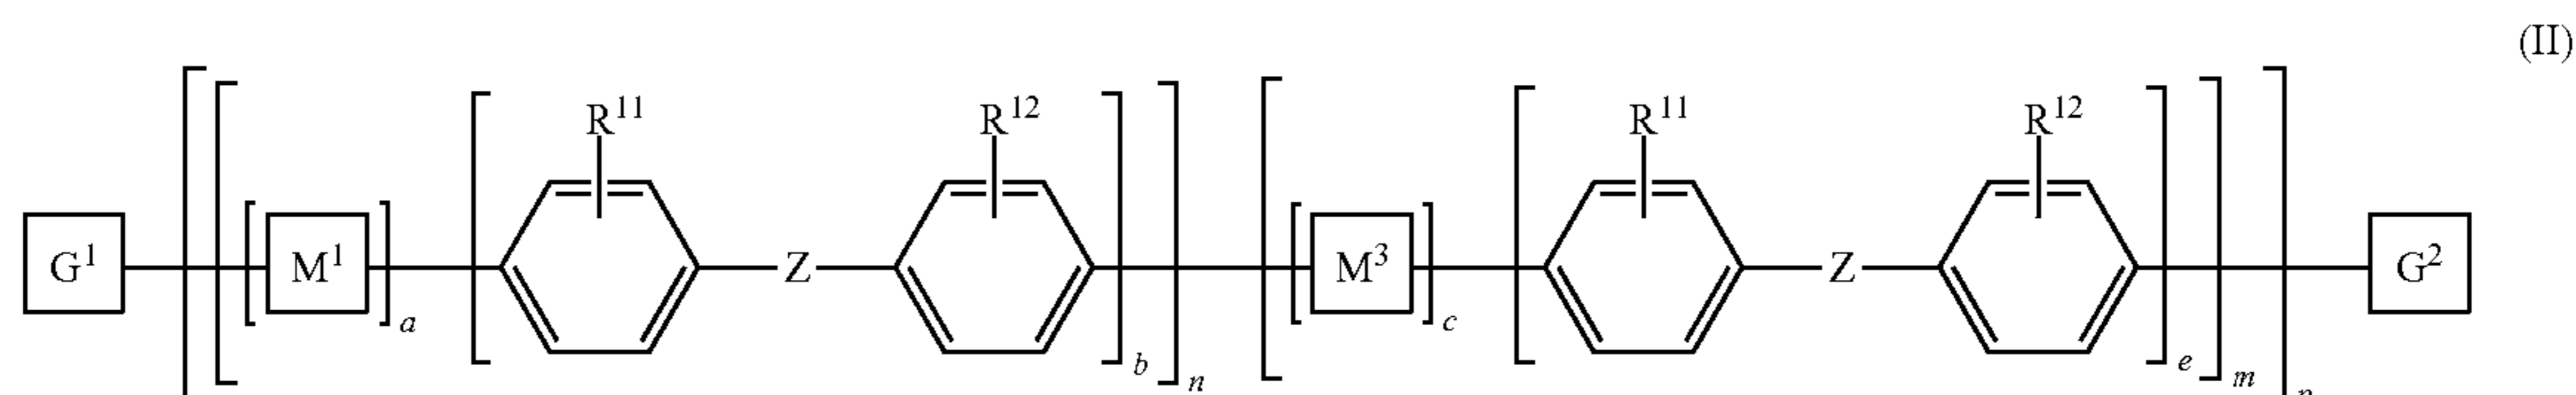 (II)
R¹¹ R¹² R¹¹ R¹²
G¹ M¹ Z M³ Z G²
a c
b n e m